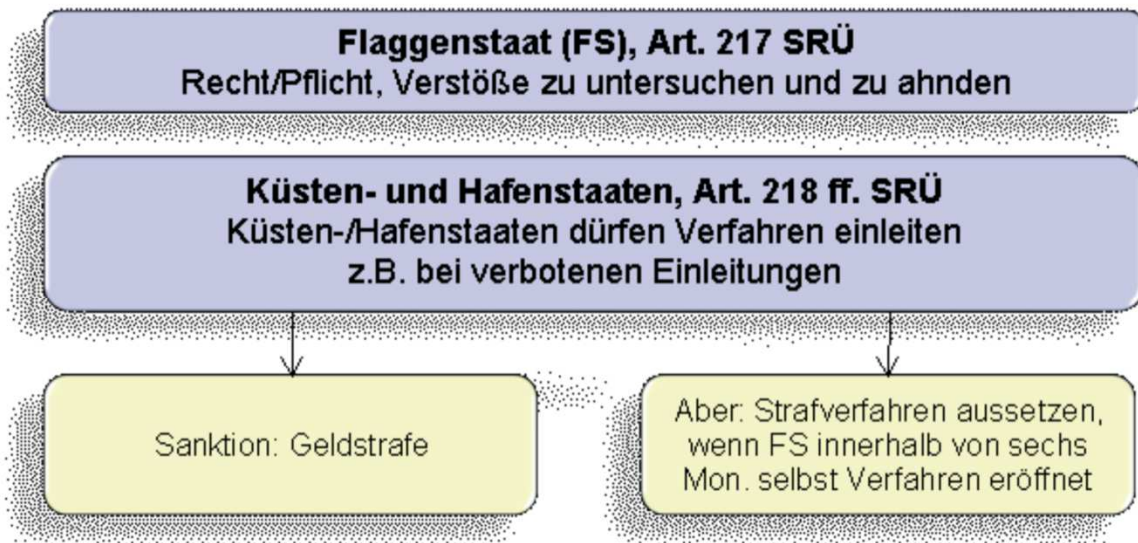 Flaggenstaat (FS), Art. 217 SRÜ
Recht/Pflicht, Verstöße zu untersuchen und zu ahnden
Küsten- und Hafenstaaten, Art. 218 ff. SRÜ
Küsten-/Hafenstaaten dürfen Verfahren einleiten
z.B. bei verbotenen Einleitungen
Sanktion: Geldstrafe
Aber: Strafverfahren aussetzen,
wenn FS innerhalb von sechs
Mon. selbst Verfahren eröffnet